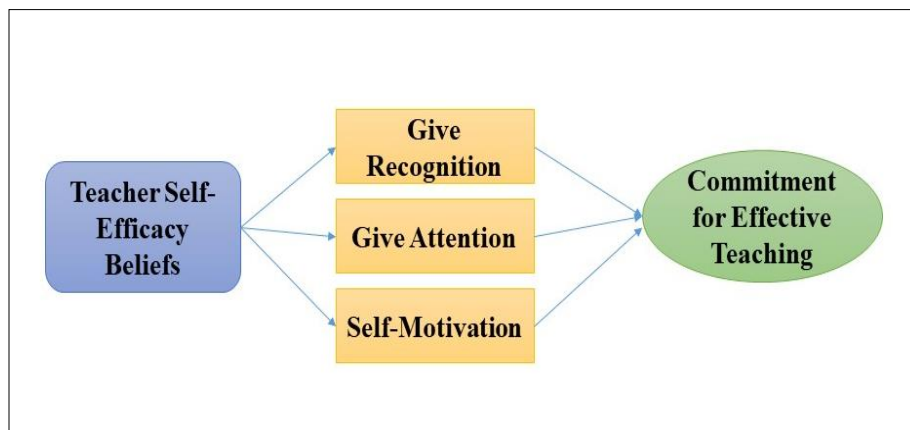 Teacher Self-
Efficacy
Beliefs
Give
Recognition
Give Attention
Self-Motivation
Commitment
for Effective
Teaching